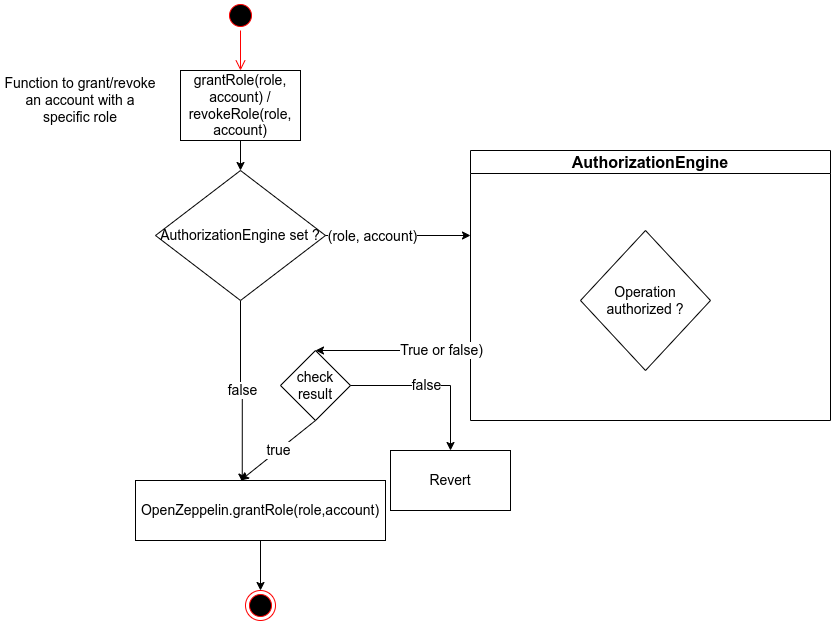 Function to grant/revoke
an account with a
specific role
grantRole(role,
account) /
revokeRole(role,
account)
AuthorizationEngine
AuthorizationEngine set ?
(role, account)
Operation
authorized ?
True or false)
check
result
false
false
true
Revert
OpenZeppelin.grantRole(role,account)